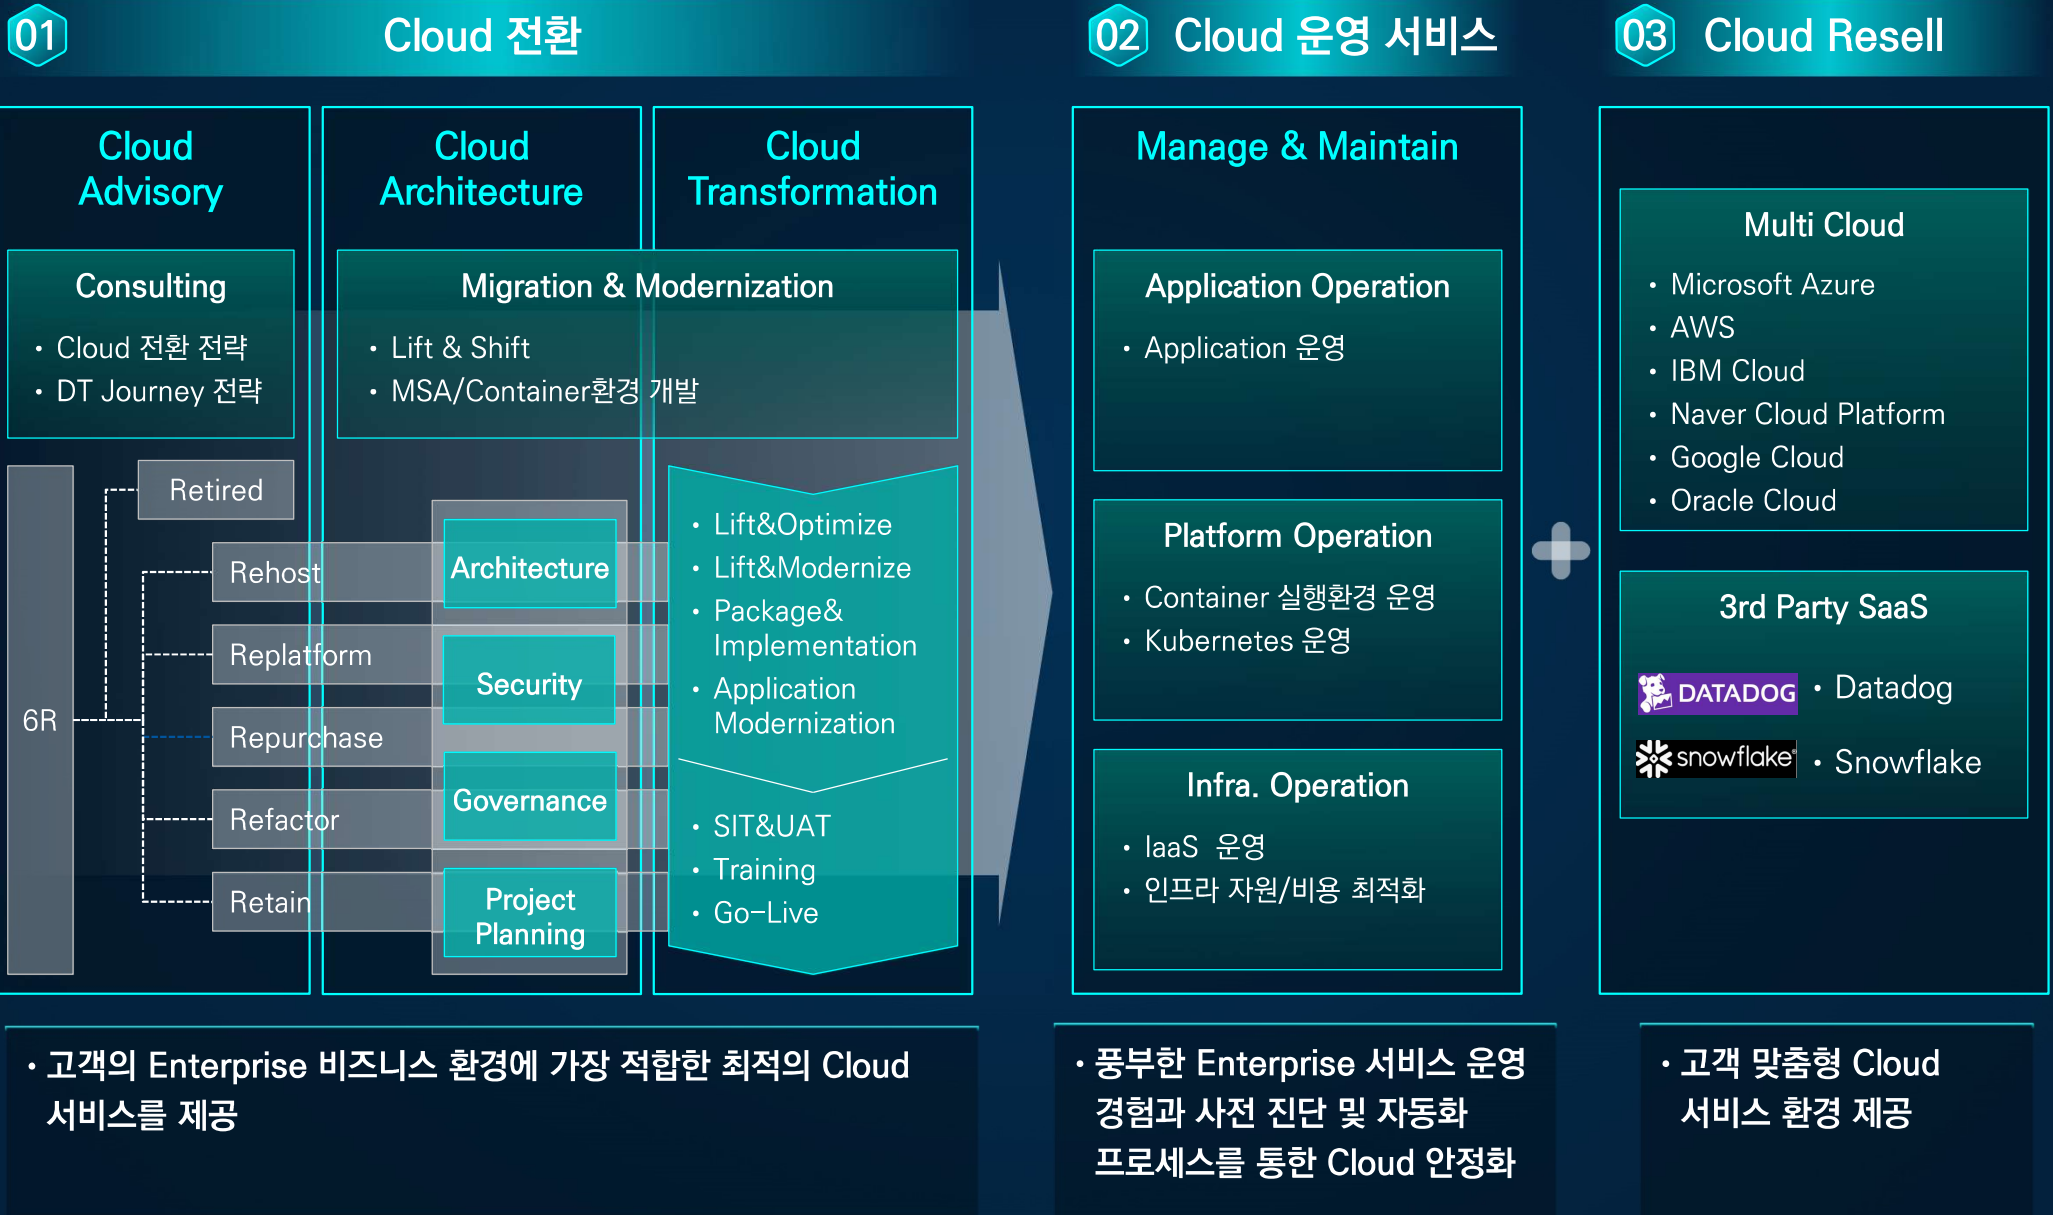 01
Cloud 전환
Cloud
Advisory
Cloud
Architecture
Cloud
Transformation
Consulting
• Cloud 전환 전략
• DT Journey 전략
Migration & Modernization
• Lift & Shift
• MSA/Container환경 개발
6R
Retired
Rehost
Replatform
Repurchase
Refactor
Retain
Architecture
Security
Governance
Project
Planning
• Lift&Optimize
• Lift&Modernize
• Package&
Implementation
• Application
Modernization
• SIT&UAT
• Training
• Go-Live
• 고객의 Enterprise 비즈니스 환경에 가장 적합한 최적의 Cloud
서비스를 제공
02
Cloud 운영 서비스
Manage & Maintain
Application Operation
• Application 운영
Platform Operation
• Container 실행환경 운영
• Kubernetes 운영
Infra. Operation
• IaaS 운영
• 인프라 자원/비용 최적화
• 풍부한 Enterprise 서비스 운영
경험과 사전 진단 및 자동화
프로세스를 통한 Cloud 안정화
03
Cloud Resell
Multi Cloud
• Microsoft Azure
• AWS
• IBM Cloud
• Naver Cloud Platform
• Google Cloud
• Oracle Cloud
3rd Party SaaS
DATADOG • Datadog
snowflake® • Snowflake
• 고객 맞춤형 Cloud
서비스 환경 제공